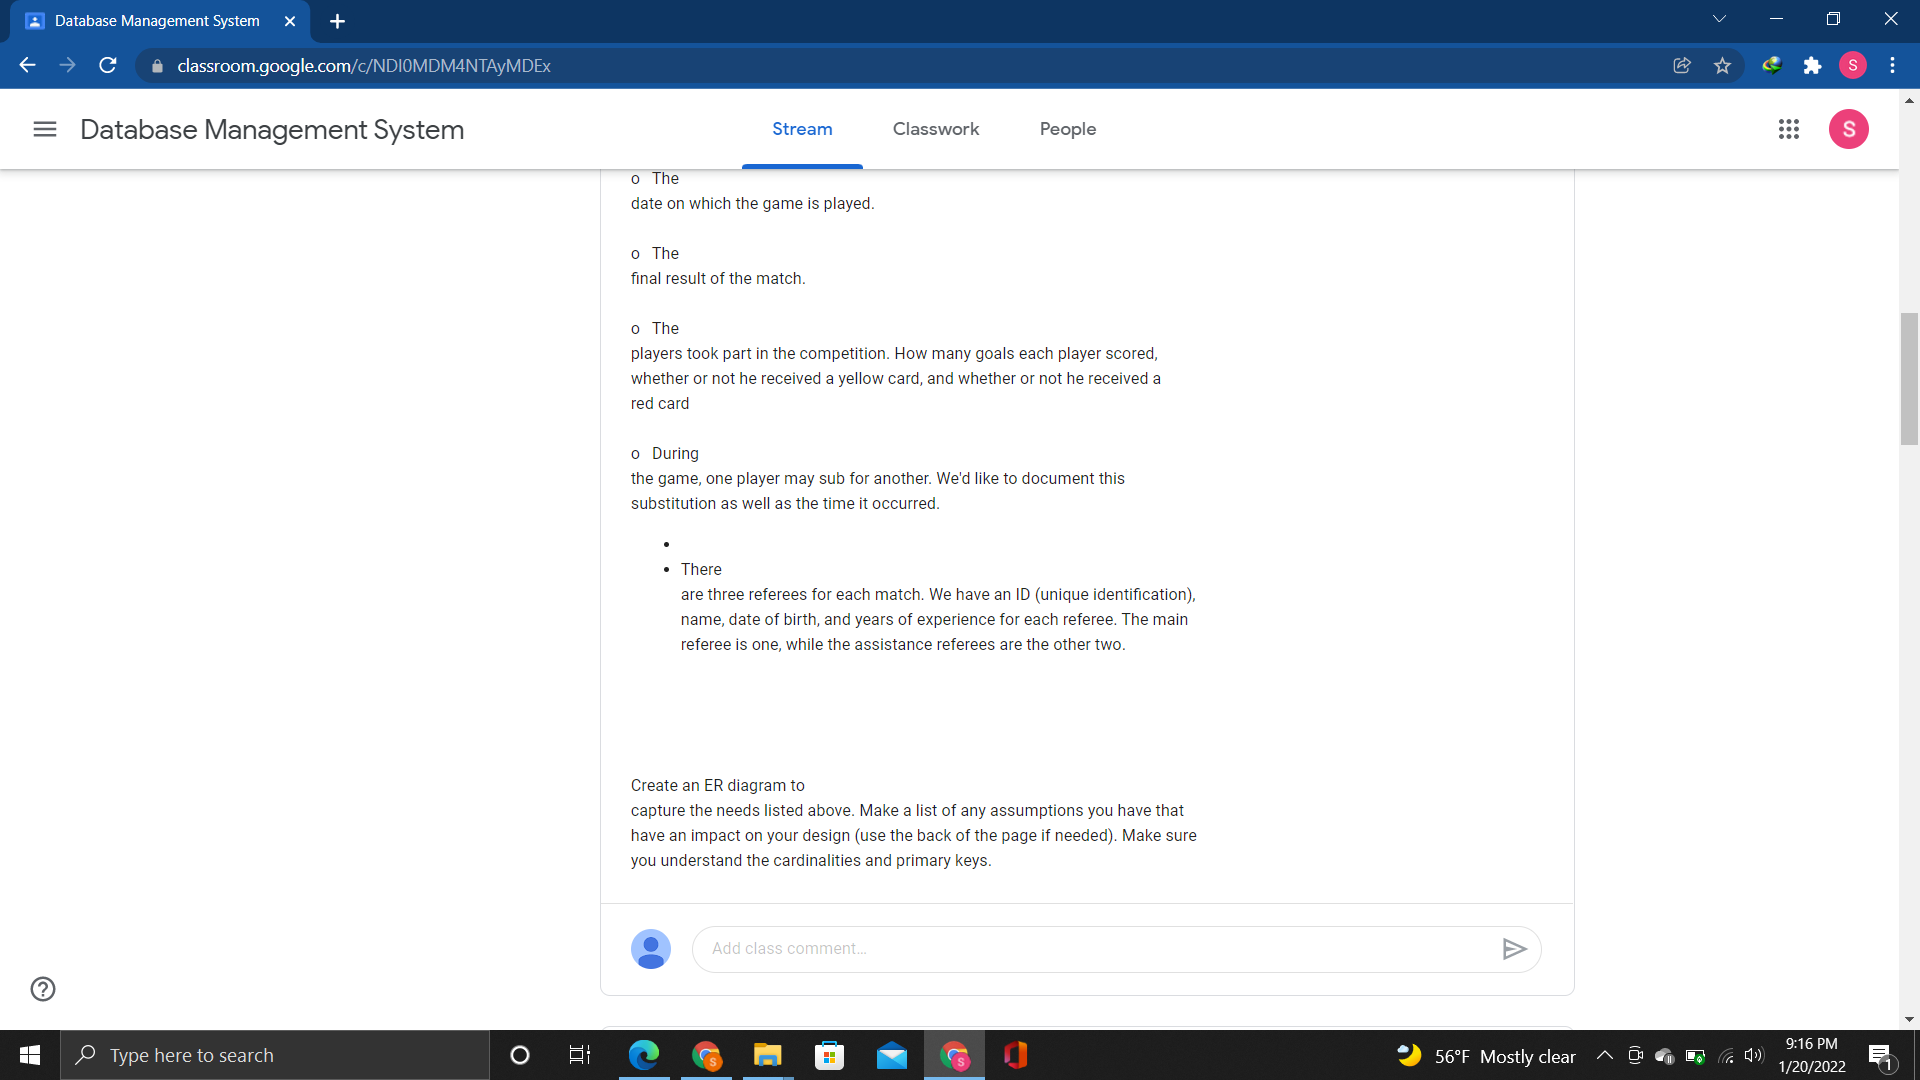 Database Management System
classroom.google.com/c/NDI0MDM4NTAyMDEx
S
Database Management System
Stream
Classwork
People
S
o The
date on which the game is played.
o The
final result of the match.
o The
players took part in the competition. How many goals each player scored,
whether or not he received a yellow card, and whether or not he received a
red card
o During
the game, one player may sub for another. We'd like to document this
substitution as well as the time it occurred.
•
• There
are three referees for each match. We have an ID (unique identification),
name, date of birth, and years of experience for each referee. The main
referee is one, while the assistance referees are the other two.
Create an ER diagram to
capture the needs listed above. Make a list of any assumptions you have that
have an impact on your design (use the back of the page if needed). Make sure
you understand the cardinalities and primary keys.
Add class comment...
Type here to search
S
S
56°F Mostly clear
9:16 PM
1/20/2022
1